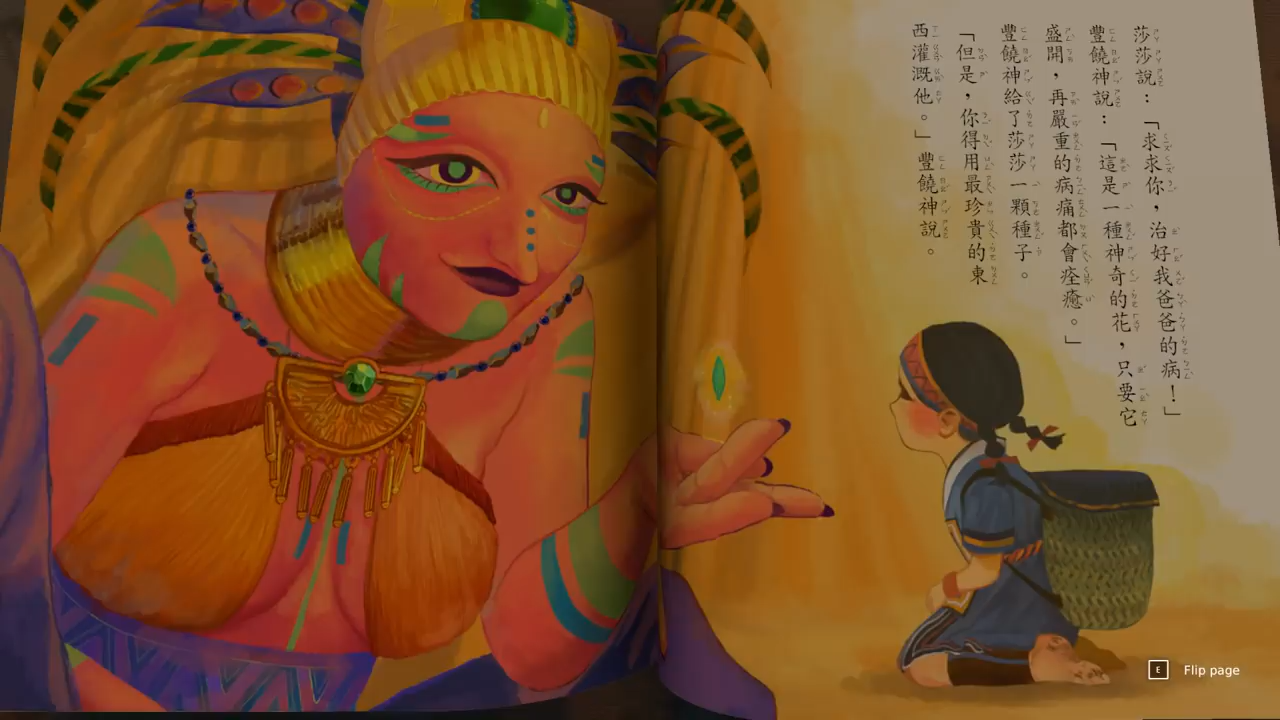 莎莎說：「求求你，治好我爸爸的病！」
豐饒神說：「這是一種神奇的花，只要它
盛開，再嚴重的病痛都會痊癒。」
豐饒神給了莎莎一顆種子。
「但是，你得用最珍貴的東
西灌溉他。」豐饒神說。
E
Flip page